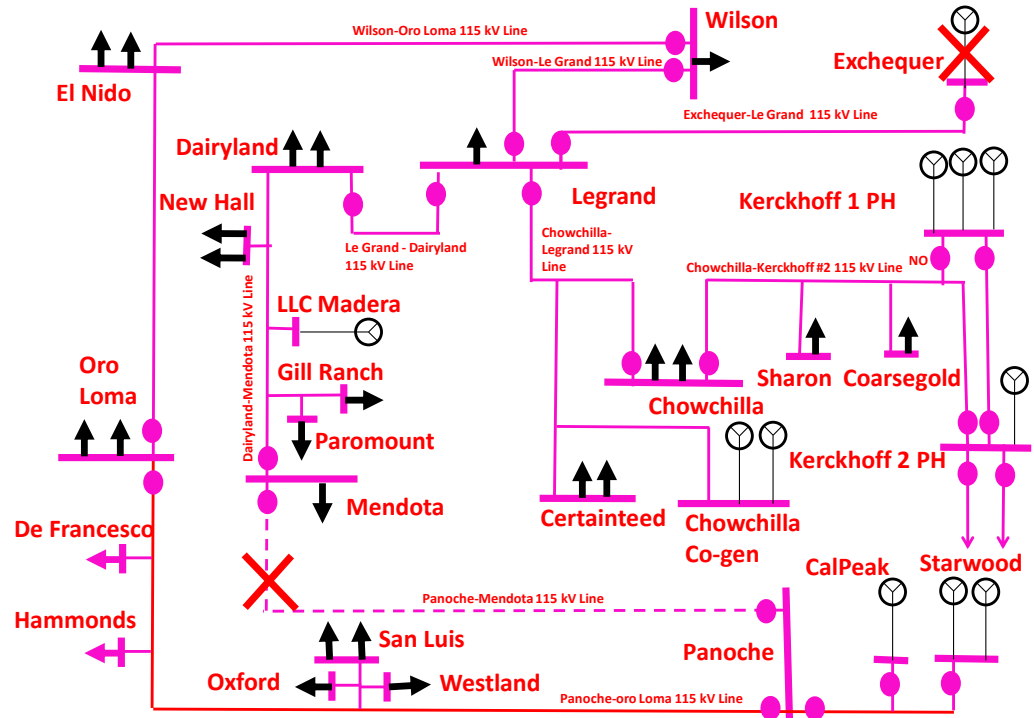 Wilson-Oro Loma 115 kV Line
Wilson
Wilson-Le Grand 115 kV Line
Exchequer
El Nido
Exchequer-Le Grand 115 kV Line
Dairyland
New Hall
Legrand
Kerckhoff 1 PH
Le Grand - Dairyland
115 kV Line
Chowchilla-
Legrand 115 kV
Line
NO
Chowchilla-Kerckhoff #2 115 kV Line
Dairyland-Mendota 115 kV Line
LLC Madera
Gill Ranch
Oro
Loma
Paromount
Chowchilla
Sharon
Coarsegold
Kerckhoff 2 PH
Mendota
Certainteed
Chowchilla
Co-gen
De Francesco
CalPeak
Starwood
Panoche-Mendota 115 kV Line
Hammonds
San Luis
Panoche
Oxford
Westland
Panoche-oro Loma 115 kV Line